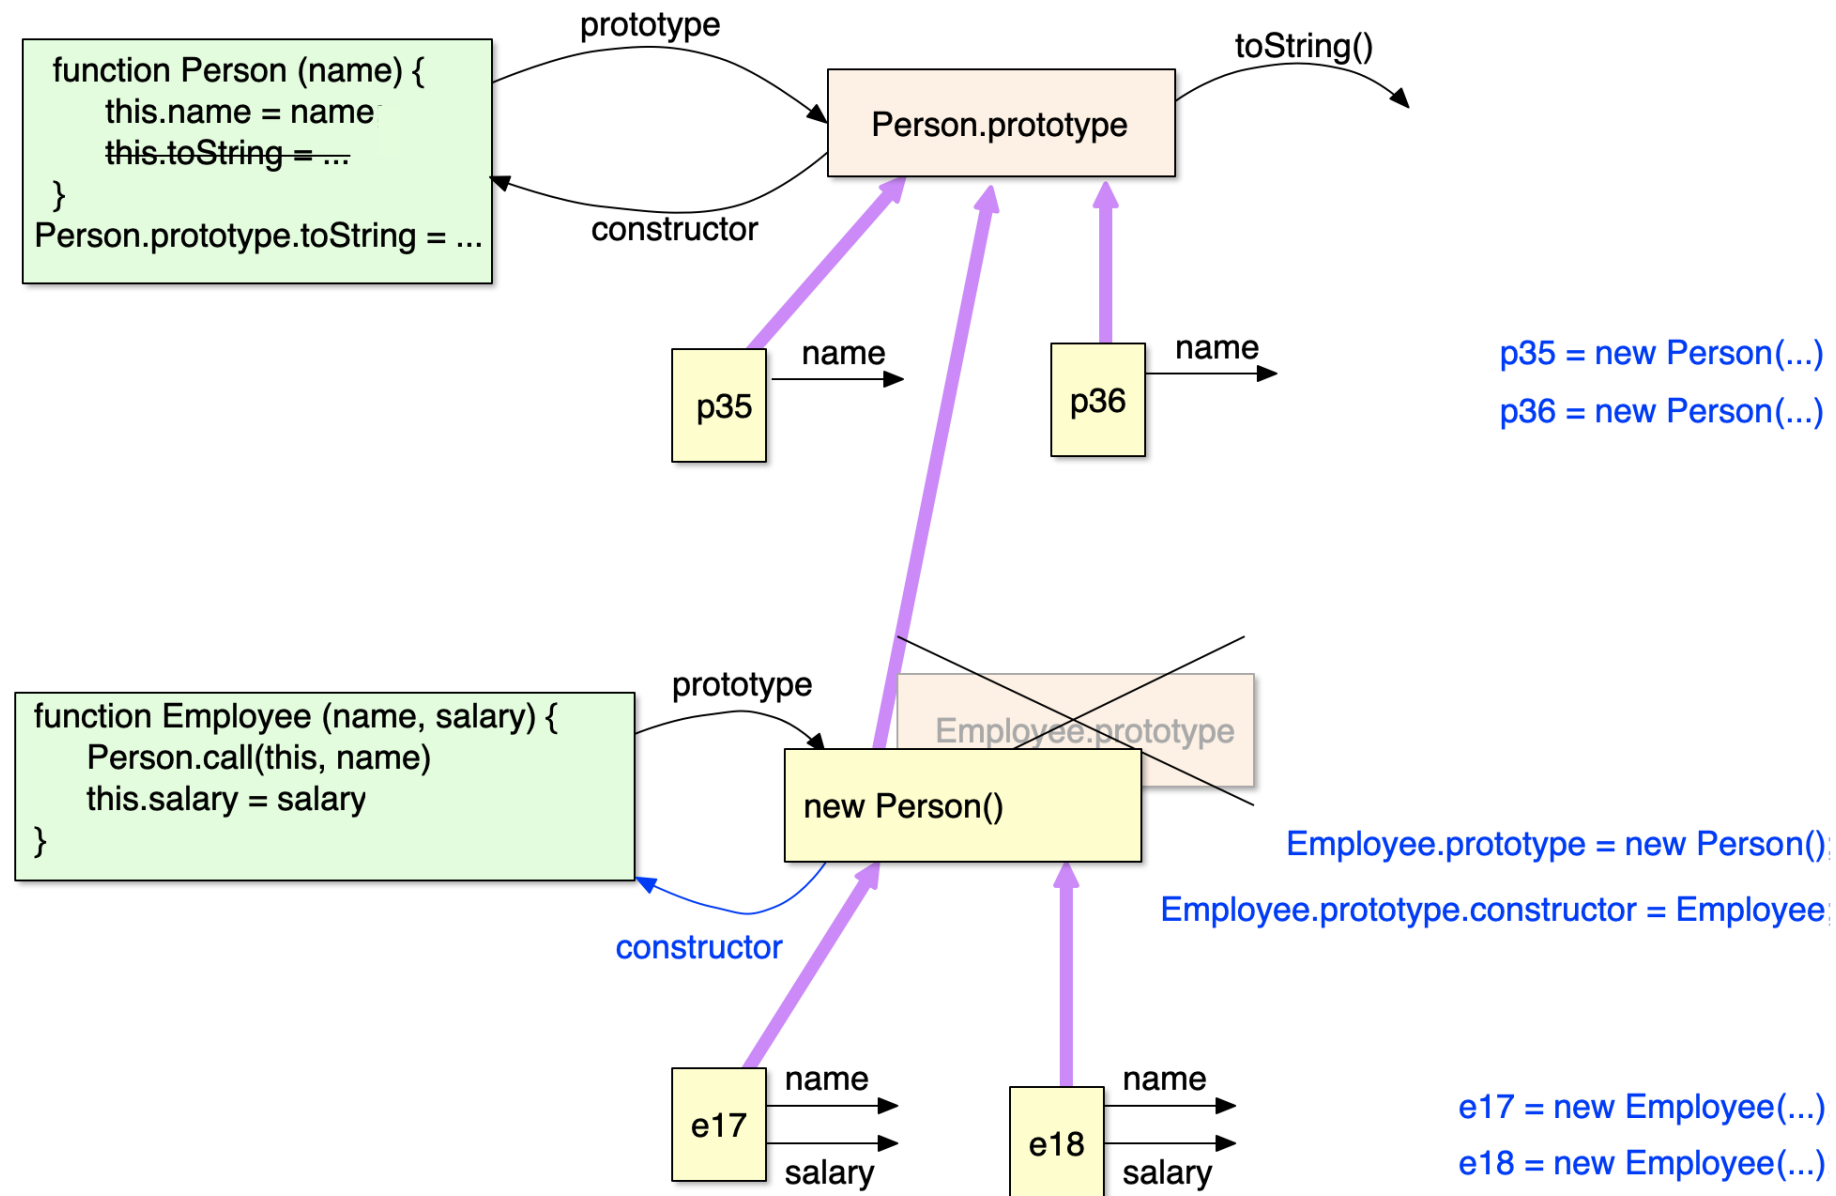 prototype
toString()
function Person (name) {
this.name = name
this.toString = ...
}
Person.prototype.toString = ...
Person.prototype
constructor
name
name
p35
p36
p35 = new Person(...)
p36 = new Person(...)
prototype
function Employee (name, salary) {
Person.call(this, name)
this.salary = salary
}
Employee.prototype
new Person()
Employee.prototype = new Person();
Employee.prototype.constructor = Employee;
constructor
name
name
e17
e18
salary
salary
e17 = new Employee(...)
e18 = new Employee(...)